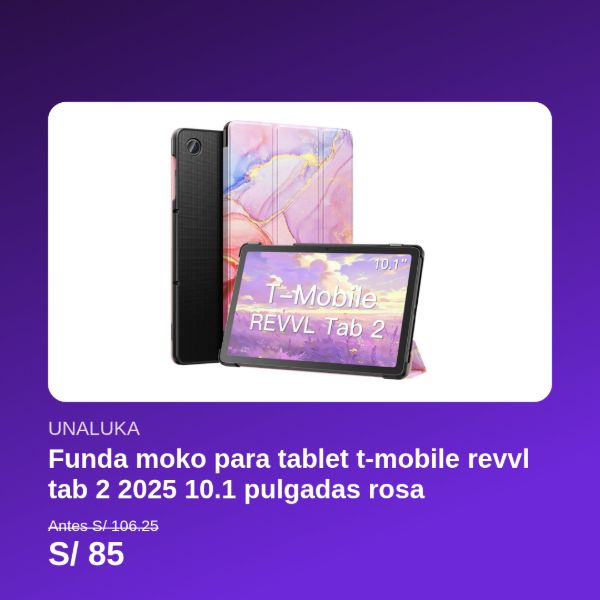 10.1"
T-Mobile
REVVL Tab 2
UNALUKA
Funda moko para tablet t-mobile revvl
tab 2 2025 10.1 pulgadas rosa
Antes S/ 106.25
S/ 85